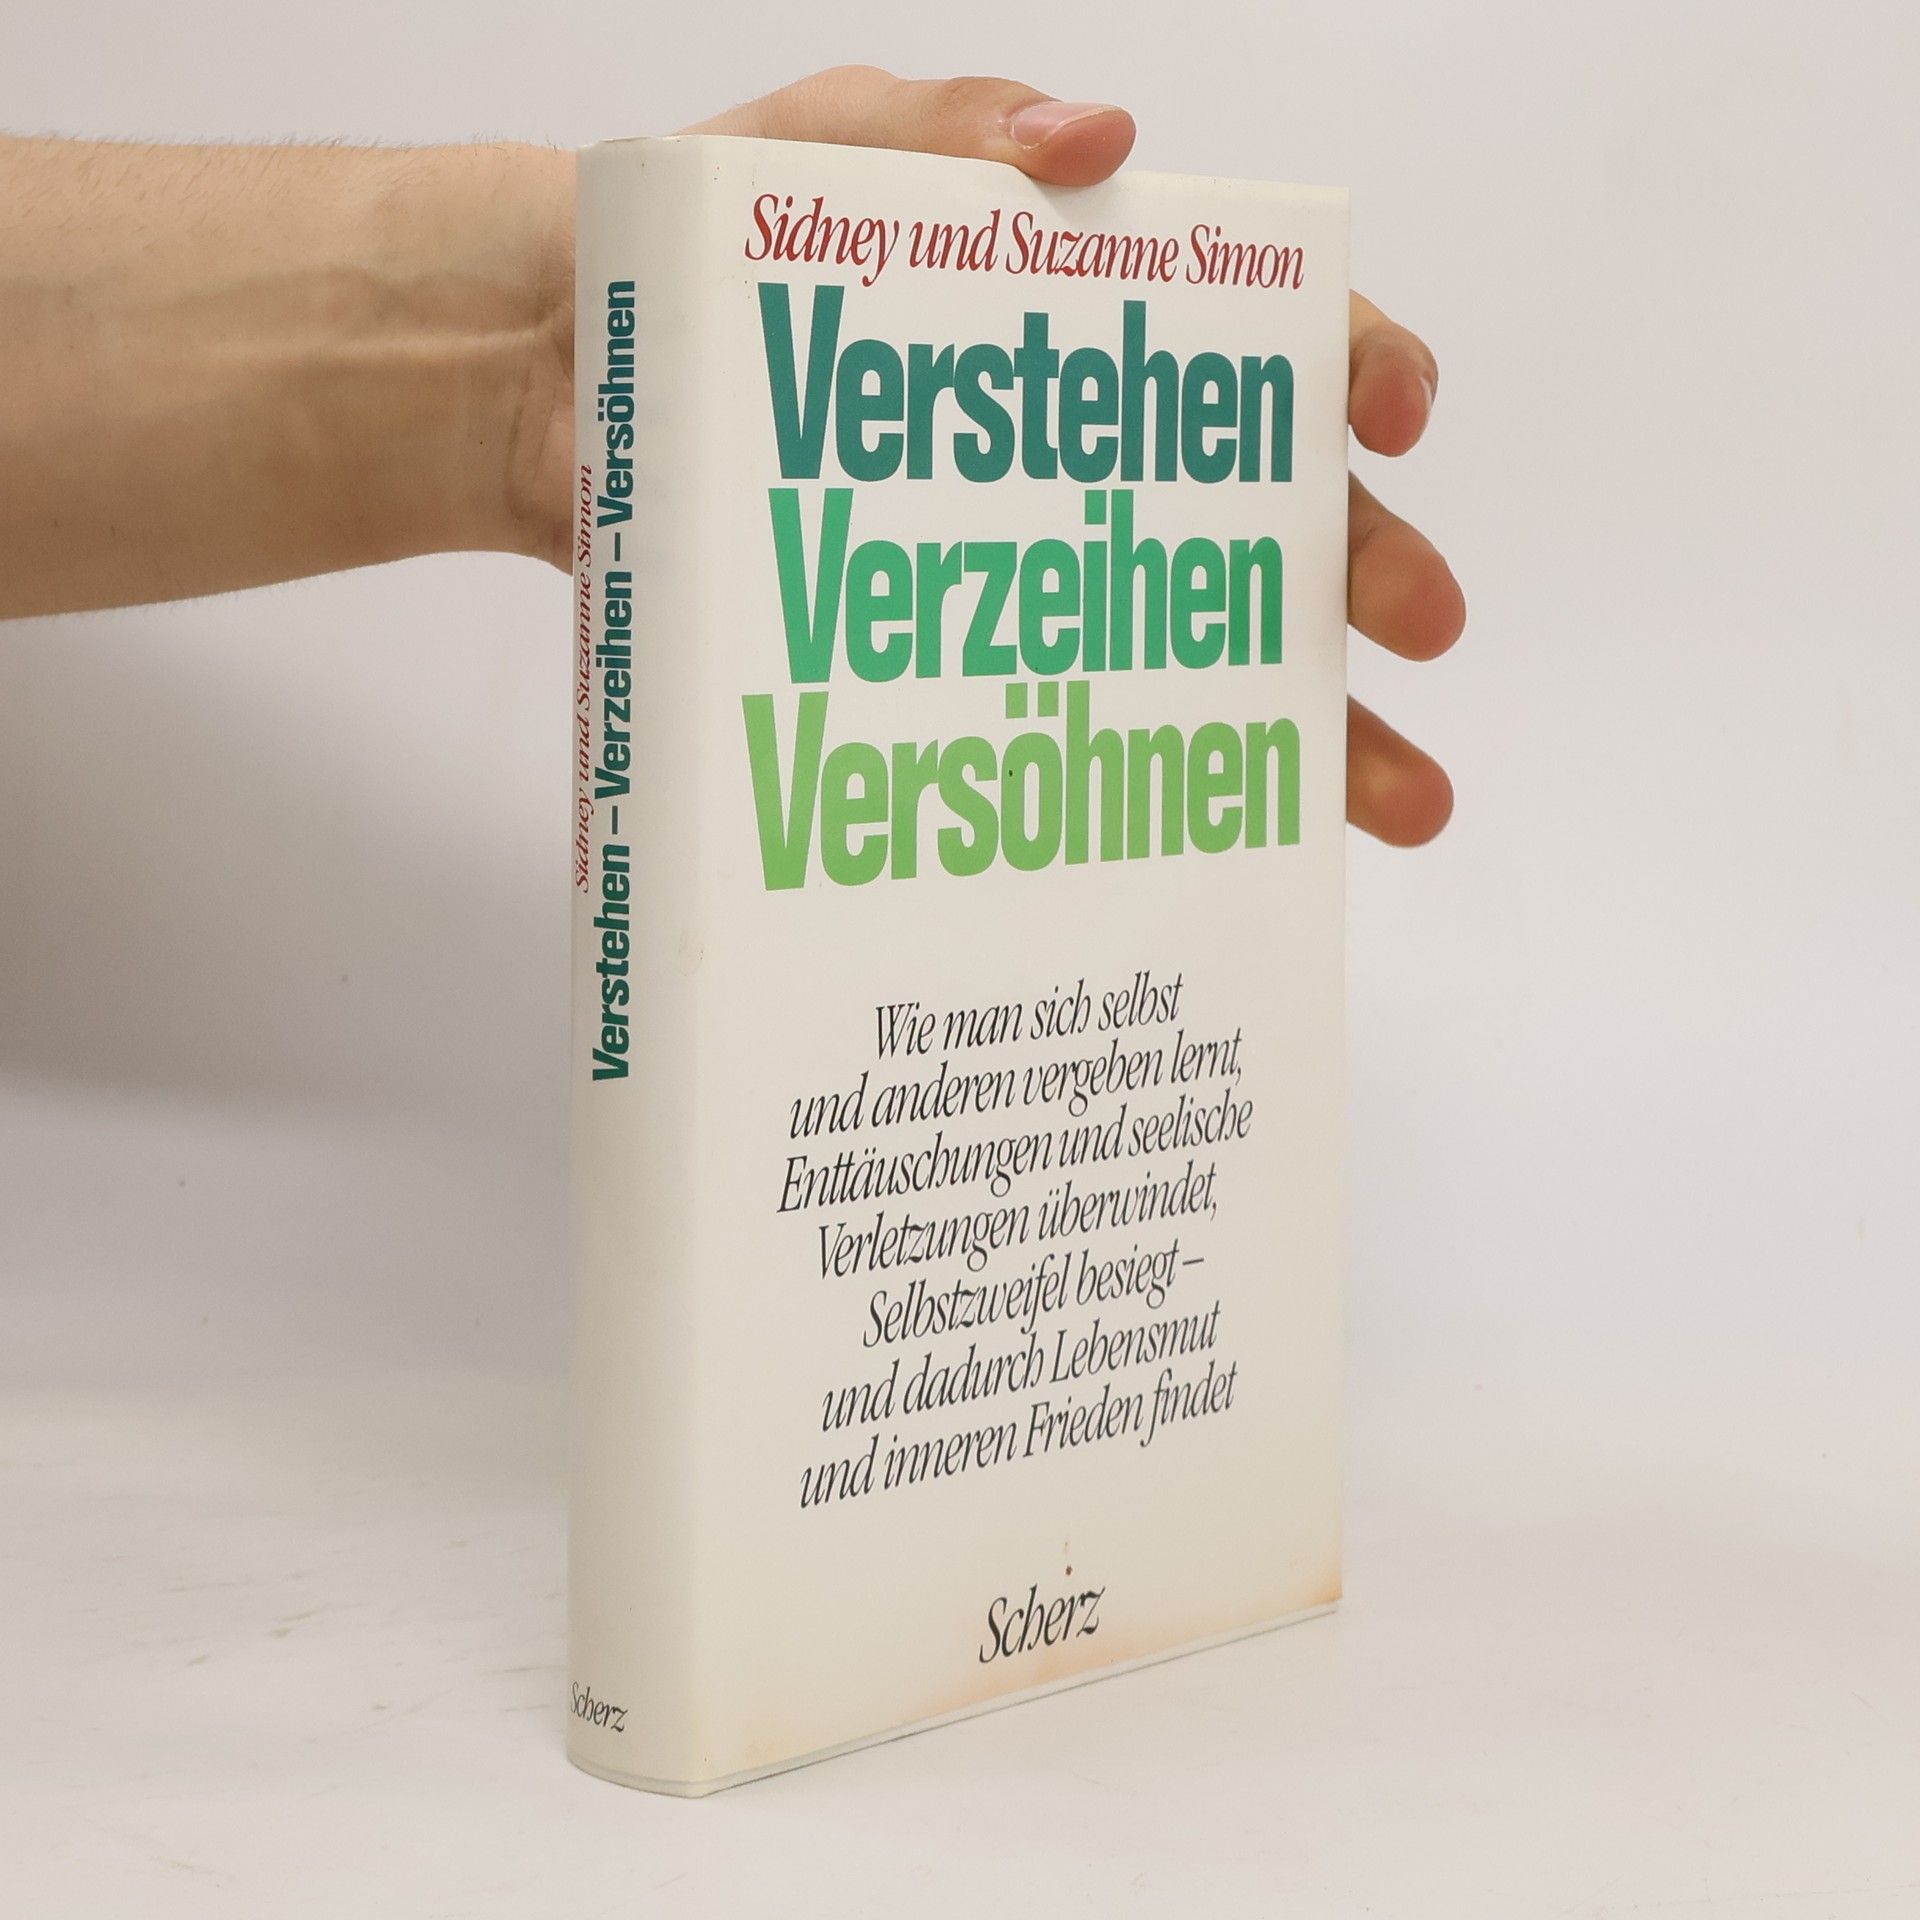 Sidney und Suzanne Simon
Verstehen
Verzeihen
Versöhnen
Wie man sich selbst
und anderen vergeben lernt,
Enttäuschungen und seelische
Verletzungen überwindet,
Selbstzweifel besiegt –
und dadurch Lebensmut
und inneren Frieden findet
Scherz
Sidney und Suzanne Simon
Verstehen – Verzeihen – Versöhnen
Scherz